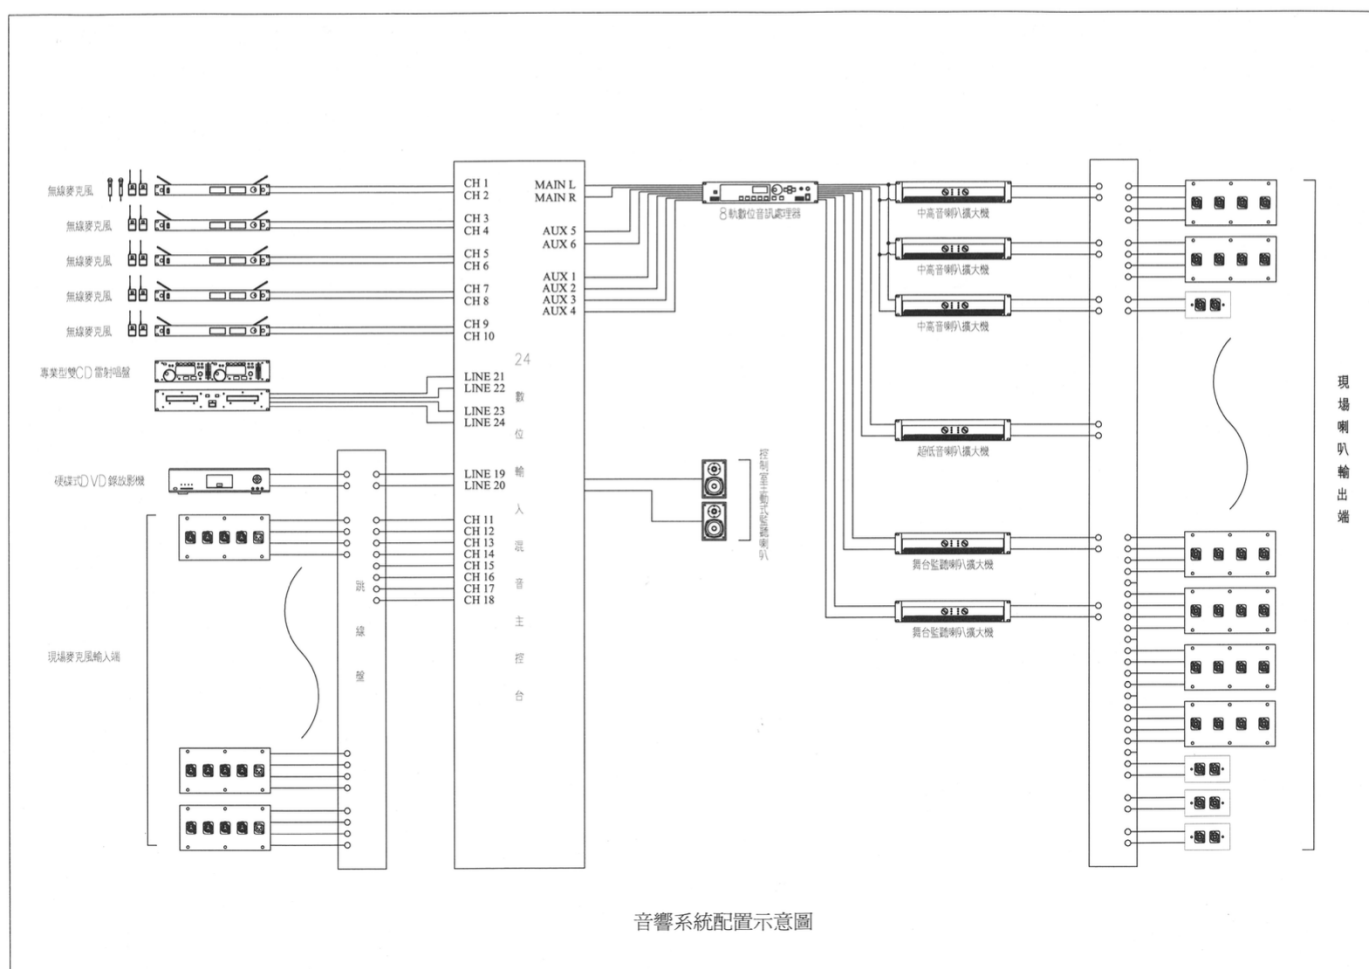 無線麥克風
無線麥克風
無線麥克風
無線麥克風
無線麥克風
專業型雙CD雷射唱盤
硬碟式DVD錄放影機
現場麥克風輸入端
跳線盤
CH 1
CH 2
CH 3
CH 4
CH 5
CH 6
CH 7
CH 8
CH 9
CH 10
LINE 21
LINE 22
LINE 23
LINE 24
LINE 19
LINE 20
CH 11
CH 12
CH 13
CH 14
CH 15
CH 16
CH 17
CH 18
24數位輸入混音主控台
MAIN L
MAIN R
AUX 5
AUX 6
AUX 1
AUX 2
AUX 3
AUX 4
8軌數位音訊處理器
控制室主動式監聽喇叭
中高音喇叭擴大機
中高音喇叭擴大機
中高音喇叭擴大機
超低音喇叭擴大機
舞台監聽喇叭擴大機
舞台監聽喇叭擴大機
現場喇叭輸出端
音響系統配置示意圖